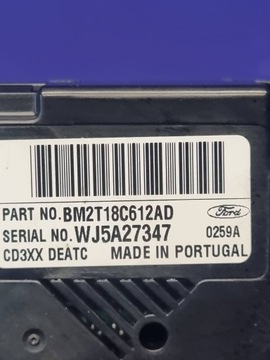 PART NO. BM2T18C612AD
Ford
SERIAL NO. WJ5A27347 0259A
CD3XX DEATC MADE IN PORTUGAL